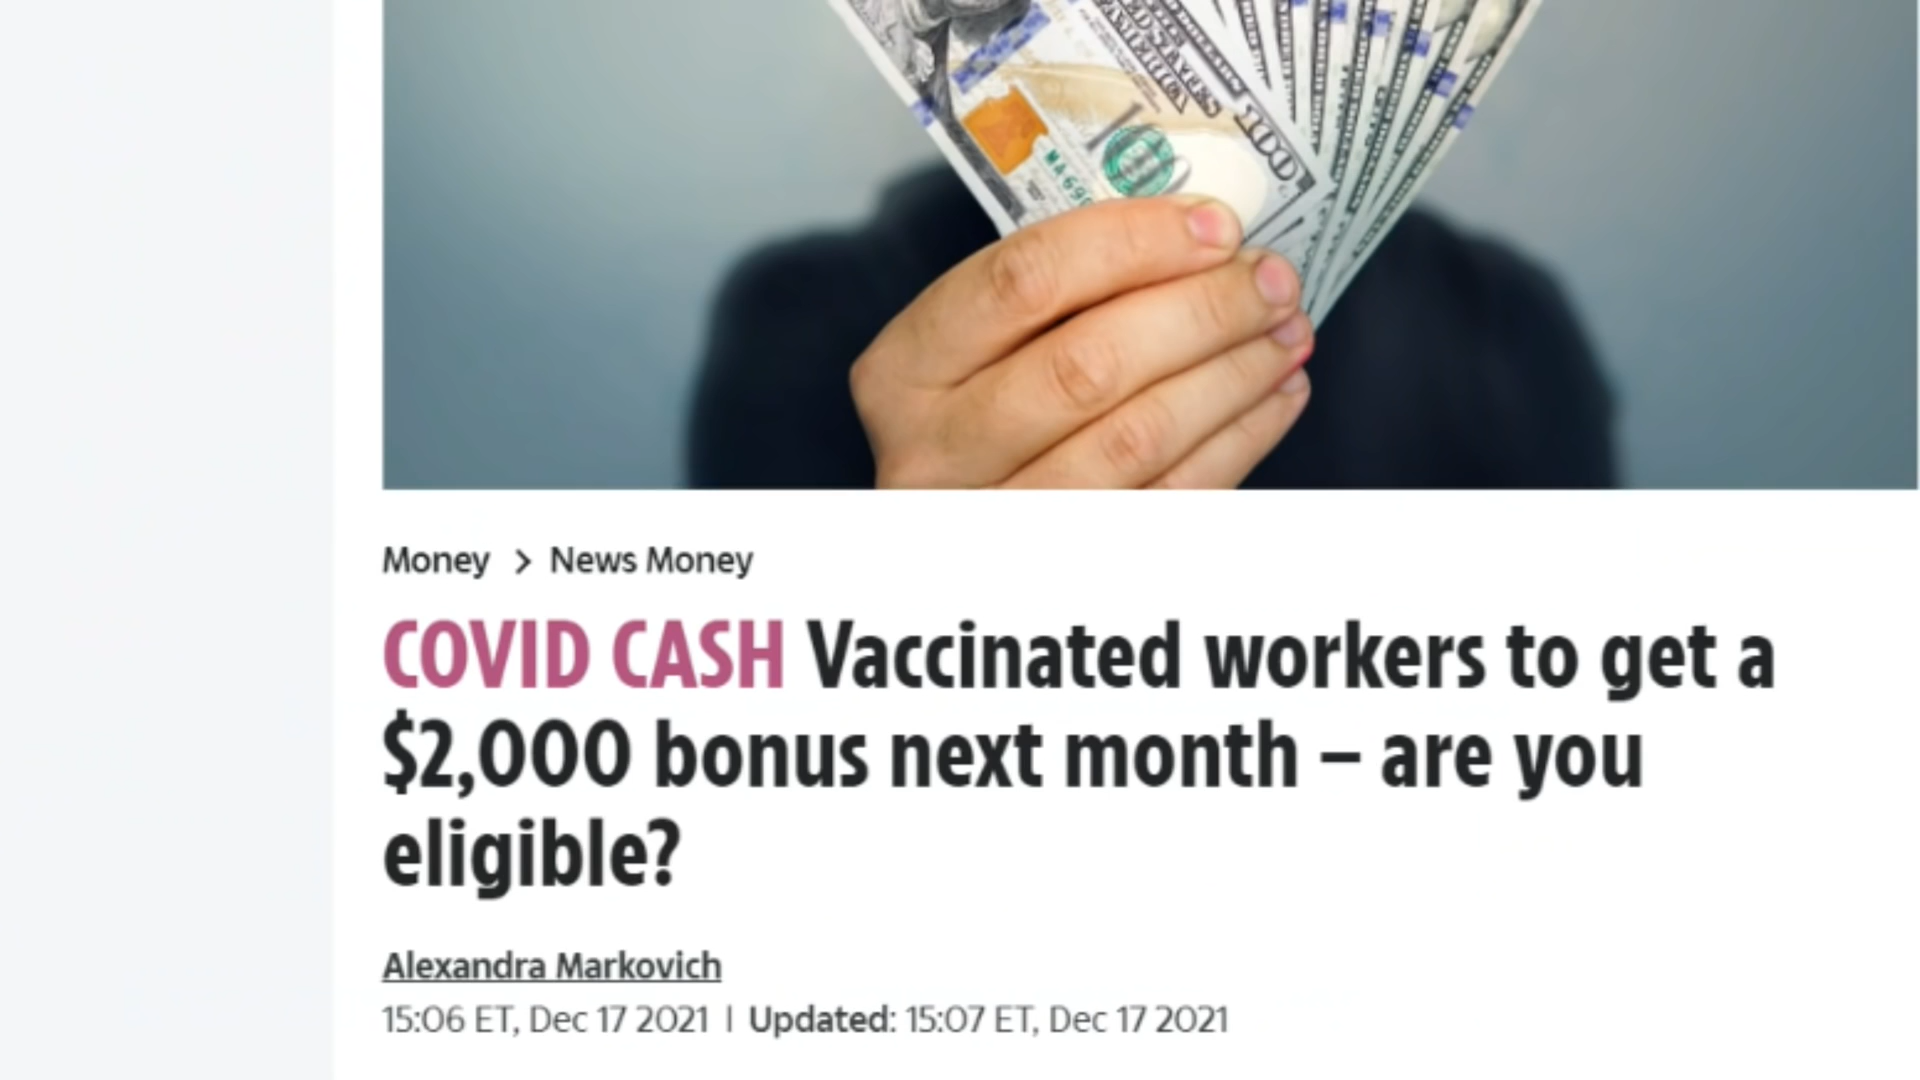 100
Money > News Money
COVID CASH Vaccinated workers to get a
$2,000 bonus next month – are you
eligible?
Alexandra Markovich
15:06 ET, Dec 17 2021 | Updated: 15:07 ET, Dec 17 2021